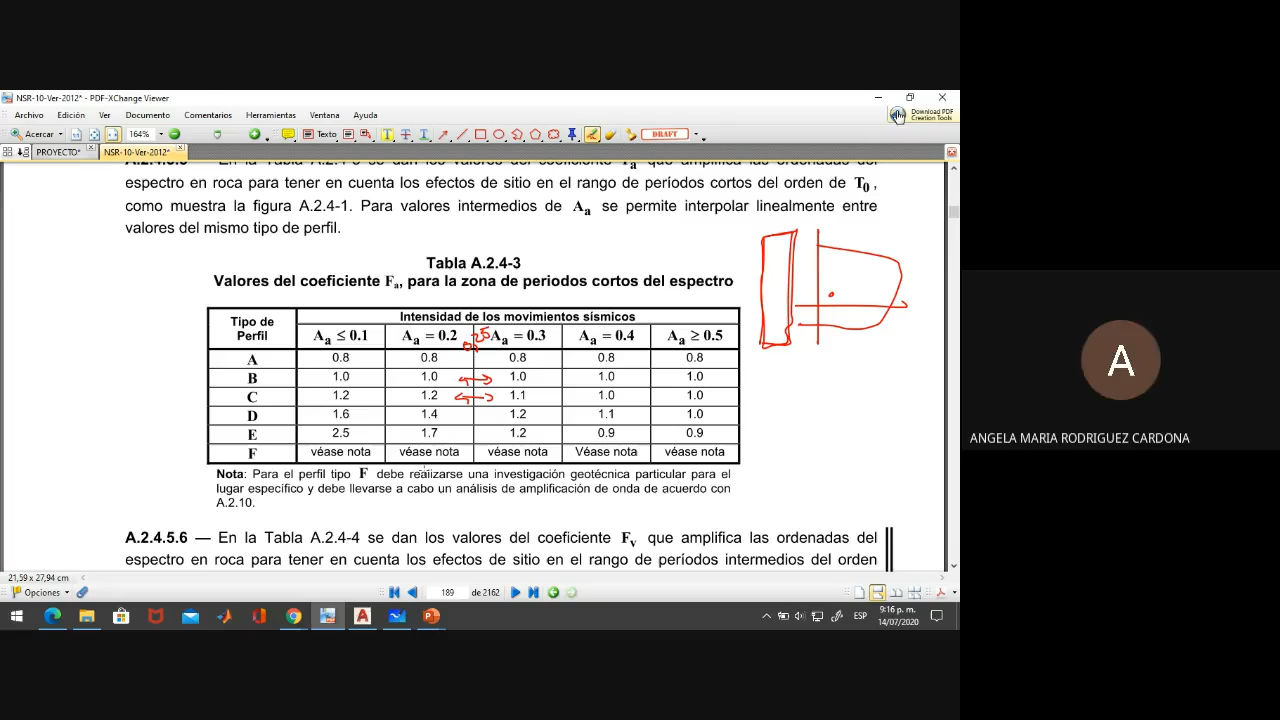 NSR-10-Ver-2012* - PDF-XChange Viewer
Archivo Edición Ver Documento Comentarios Herramientas Ventana Ayuda
Download PDF
Creation Tools
Acercar 164% Texto DRAFT
PROYECTO* NSR-10-Ver-2012*
espectro en roca para tener en cuenta los efectos de sitio en el rango de períodos cortos del orden de T0,
como muestra la figura A.2.4-1. Para valores intermedios de Aa se permite interpolar linealmente entre
valores del mismo tipo de perfil.
Tabla A.2.4-3
Valores del coeficiente Fa, para la zona de periodos cortos del espectro
Tipo de Perfil Intensidad de los movimientos sísmicos
Aa ≤ 0.1 Aa = 0.2 Aa = 0.3 Aa = 0.4 Aa ≥ 0.5
0.25
A 0.8 0.8 0.8 0.8 0.8
B 1.0 1.0 1.0 1.0 1.0
C 1.2 1.2 1.1 1.0 1.0
D 1.6 1.4 1.2 1.1 1.0
E 2.5 1.7 1.2 0.9 0.9
F véase nota véase nota véase nota Véase nota véase nota
Nota: Para el perfil tipo F debe realizarse una investigación geotécnica particular para el
lugar específico y debe llevarse a cabo un análisis de amplificación de onda de acuerdo con
A.2.10.
A.2.4.5.6 — En la Tabla A.2.4-4 se dan los valores del coeficiente Fv que amplifica las ordenadas del
espectro en roca para tener en cuenta los efectos de sitio en el rango de períodos intermedios del orden
21,59 x 27,94 cm
Opciones 189 de 2162
ESP 9:16 p. m.
14/07/2020
A
ANGELA MARIA RODRIGUEZ CARDONA